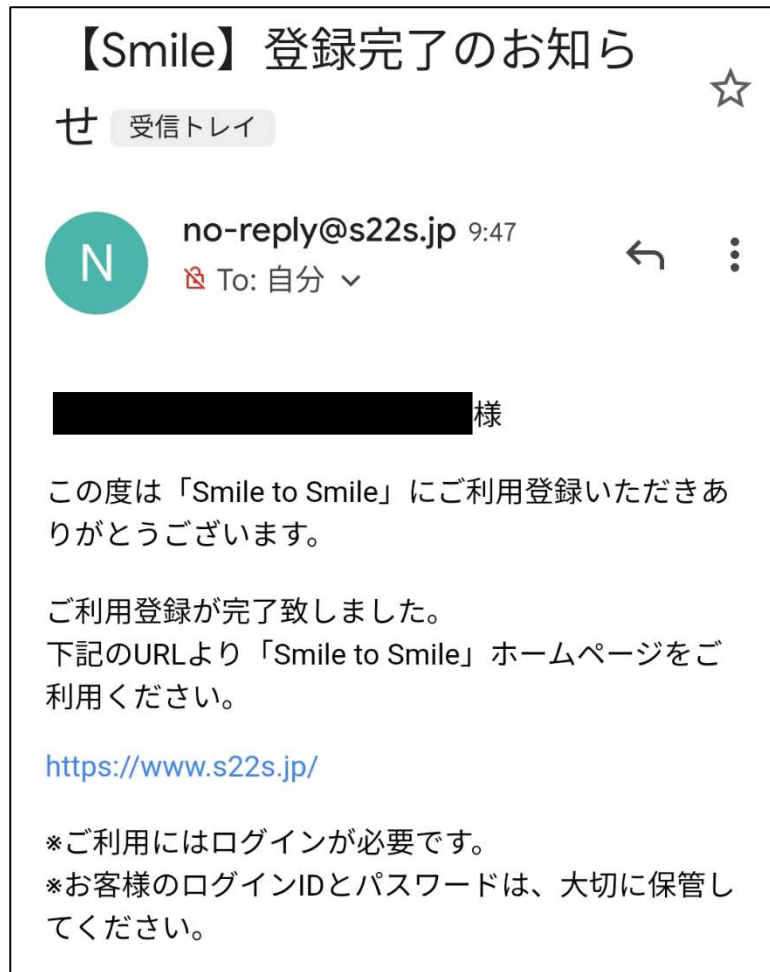 【Smile】登録完了のお知ら
せ 受信トレイ
N
no-reply@s22s.jp 9:47
To: 自分
様
この度は「Smile to Smile」にご利用登録いただきあ
りがとうございます。
ご利用登録が完了致しました。
下記のURLより「Smile to Smile」ホームページをご
利用ください。
https://www.s22s.jp/
※ご利用にはログインが必要です。
※お客様のログインIDとパスワードは、大切に保管し
てください。